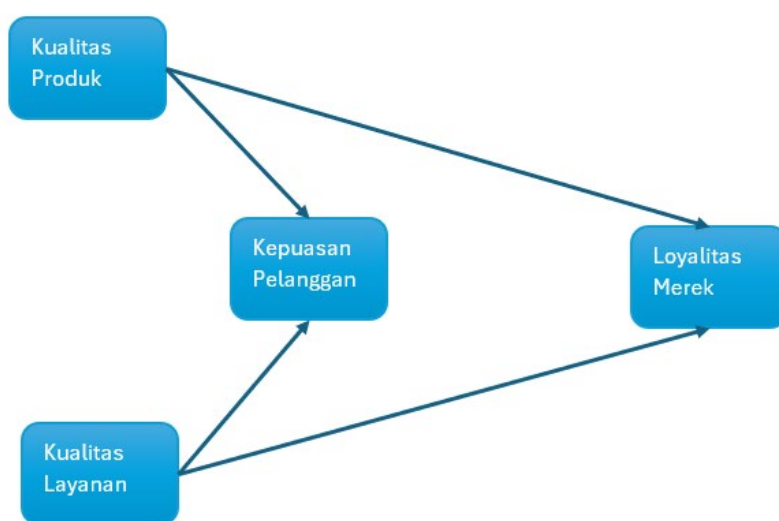 Kualitas
Produk
Kepuasan
Pelanggan
Loyalitas
Merek
Kualitas
Layanan